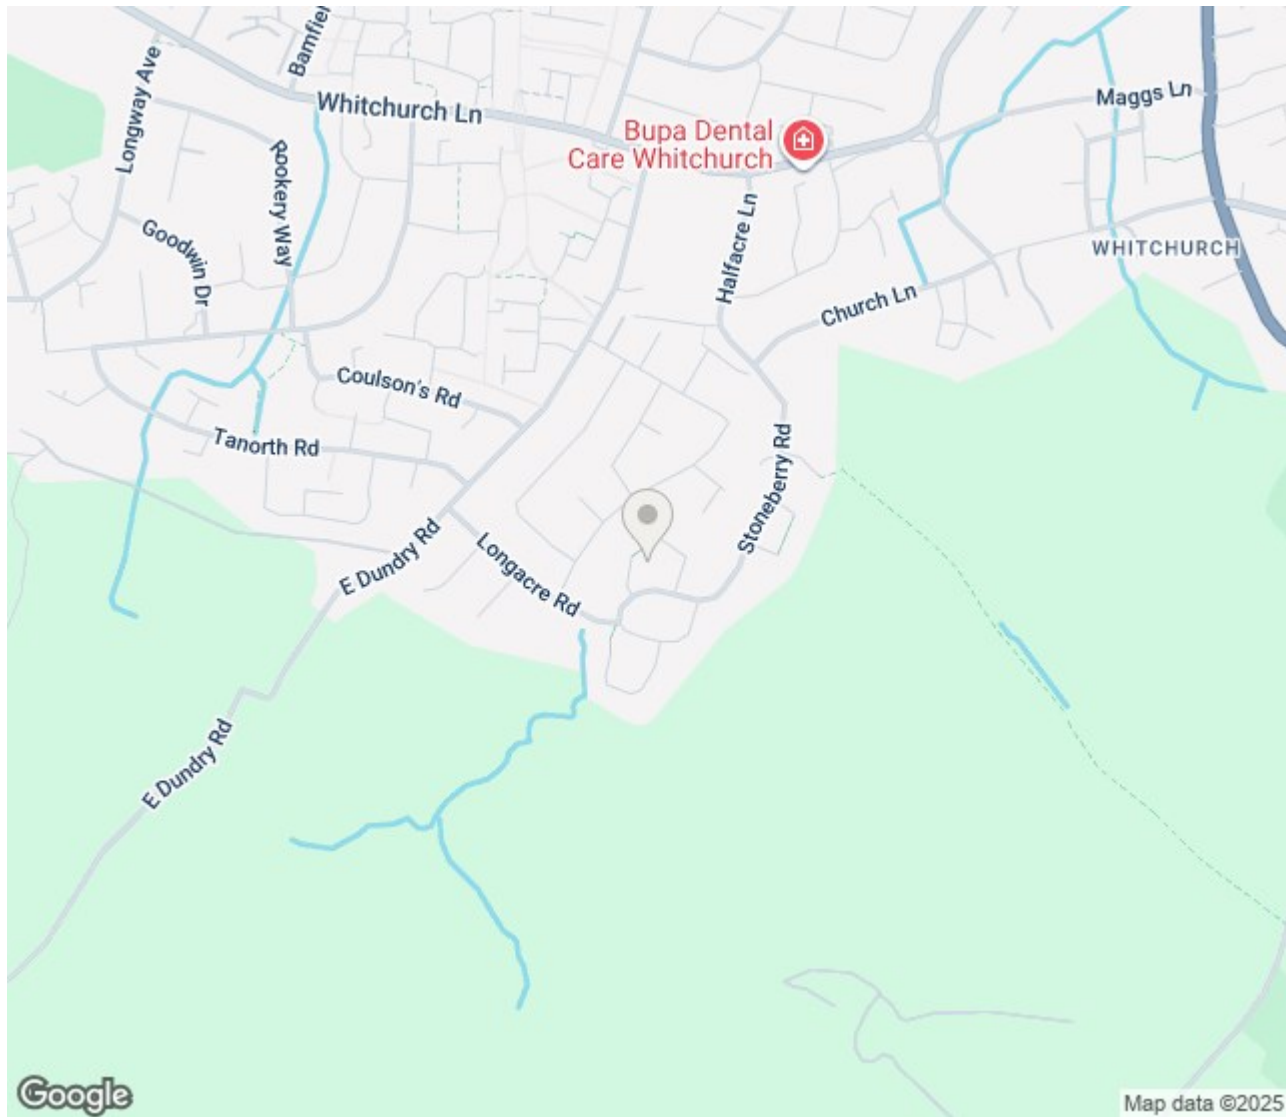 Bamfiel
Longway Ave
Whitchurch Ln
Maggs Ln
Bupa Dental
Care Whitchurch
Rookery Way
Halfacre Ln
Goodwin Dr
WHITCHURCH
Church Ln
Coulson's Rd
Tanorth Rd
Stoneberry Rd
E Dundry Rd
Longacre Rd
E Dundry Rd
Google
Map data ©2025